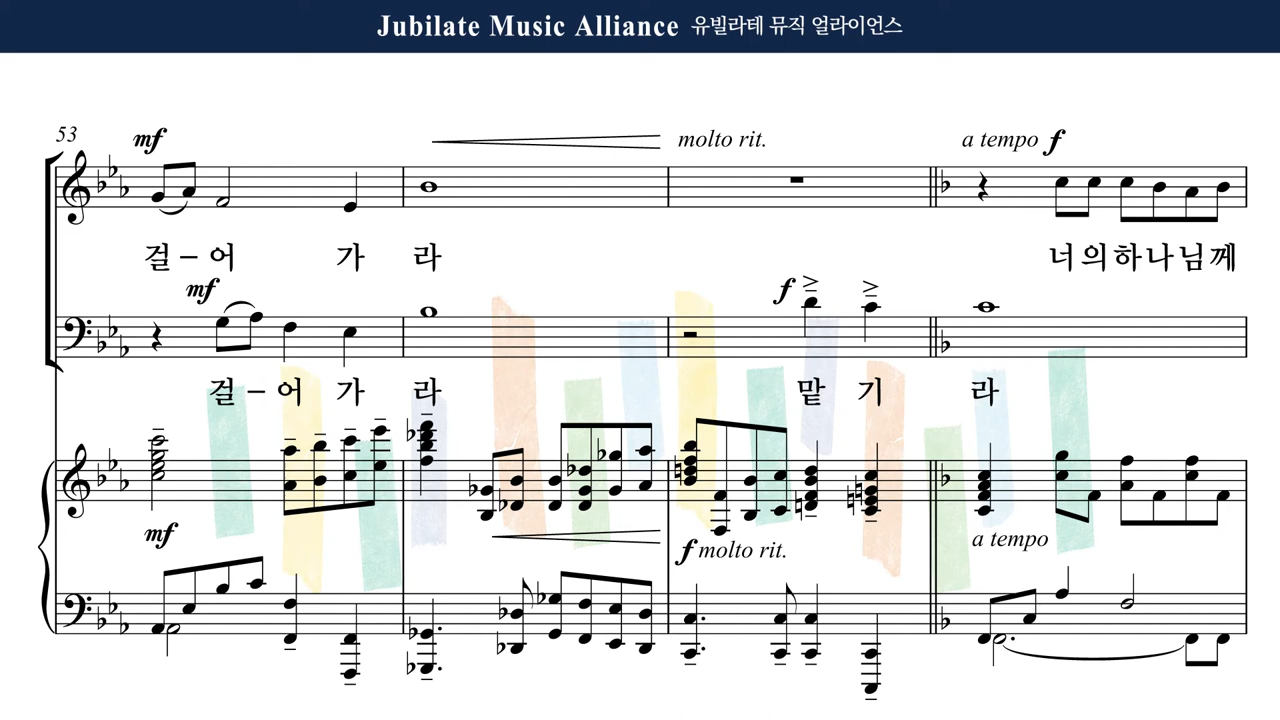 Jubilate Music Alliance 유빌라테 뮤직 얼라이언스
53 mf molto rit. a tempo f
걸 – 어 가 라 너 의 하 나 님 께
mf f
걸 – 어 가 라 맡 기 라
mf f molto rit. a tempo